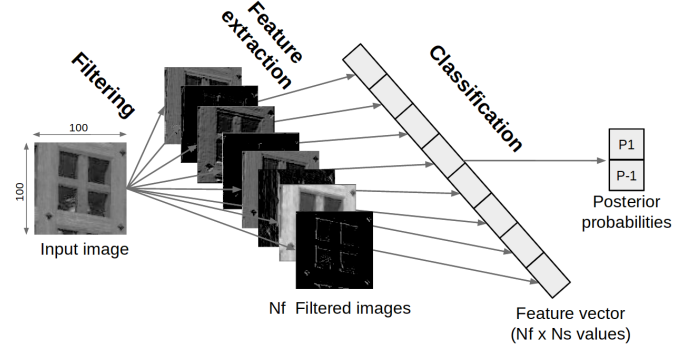 Filtering
Feature
extraction
Classification
100
100
Input image
Nf Filtered images
Feature vector
(Nf x Ns values)
P1
P-1
Posterior
probabilities